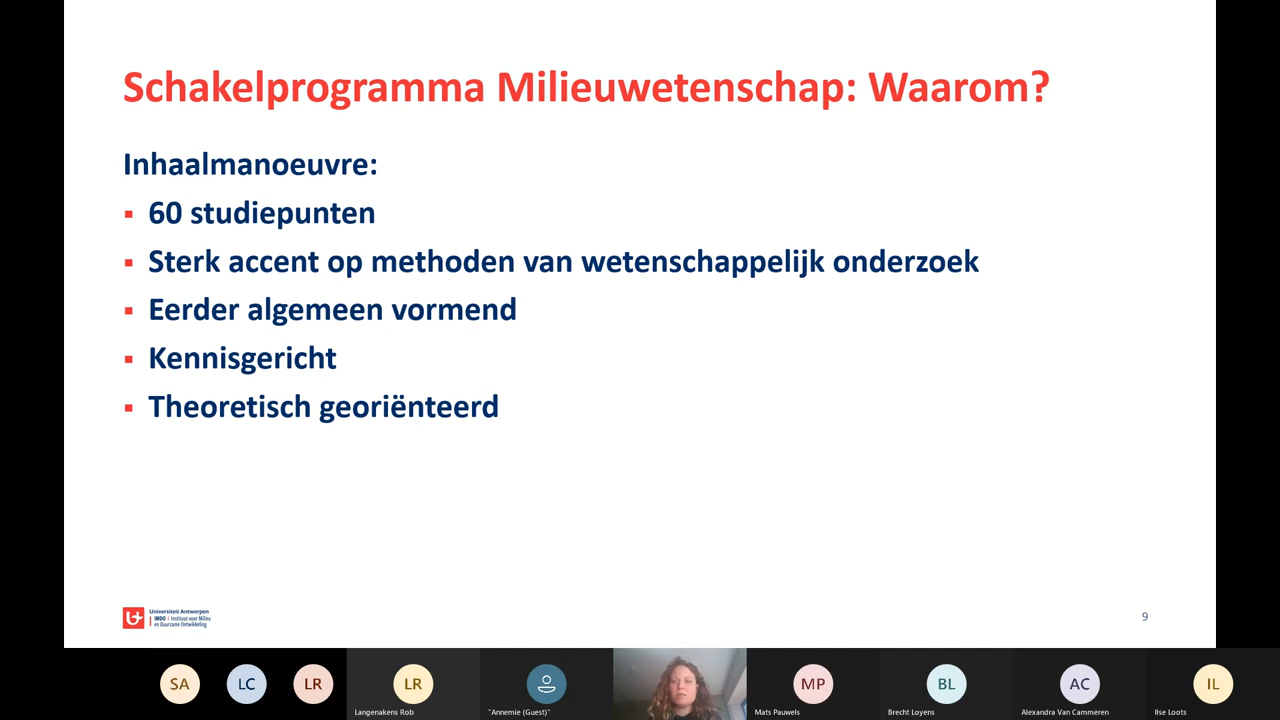 Schakelprogramma Milieuwetenschap: Waarom?
Inhaalmanoeuvre:
60 studiepunten
Sterk accent op methoden van wetenschappelijk onderzoek
Eerder algemeen vormend
Kennisgericht
Theoretisch georiënteerd
Universiteit Antwerpen
IMDO | Instituut voor Milieu
en Duurzame Ontwikkeling
9
SA
LC
LR
LR
MP
BL
AC
IL
Langenakens Rob
"Annemie (Guest)"
Mats Pauwels
Brecht Loyens
Alexandra Van Cammeren
Ilse Loots